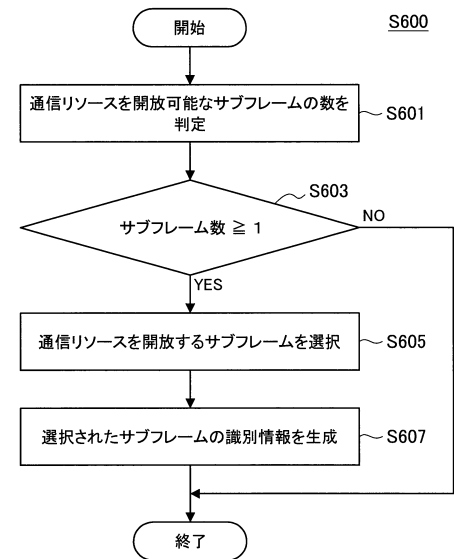 S600
開始
通信リソースを開放可能なサブフレームの数を
判定
S601
S603
サブフレーム数 ≧ 1
NO
YES
通信リソースを開放するサブフレームを選択
S605
選択されたサブフレームの識別情報を生成
S607
終了